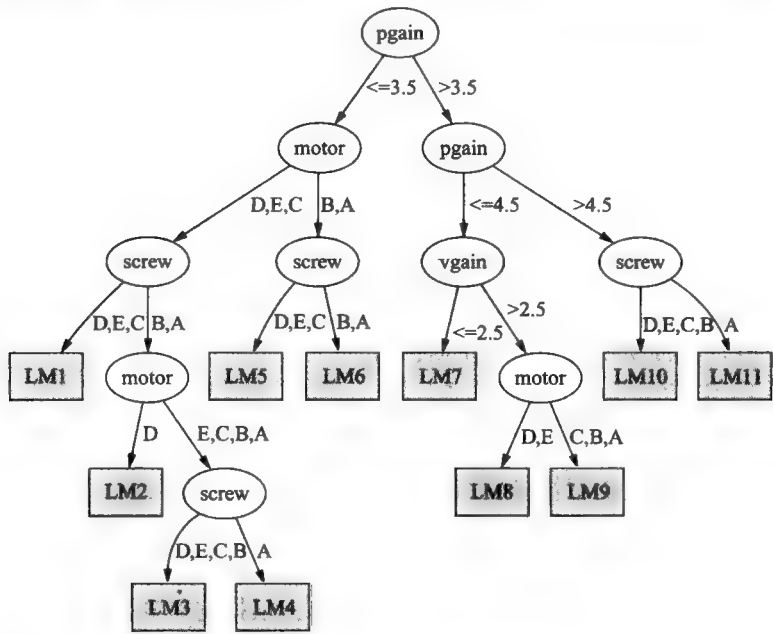 pgain
<=3.5
>3.5
motor
pgain
D,E,C
B,A
<=4.5
>4.5
screw
screw
vgain
screw
D,E,C
B,A
D,E,C
B,A
<=2.5
>2.5
D,E,C,B
A
LM1
motor
LM5
LM6
LM7
motor
LM10
LM11
D
E,C,B,A
D,E
C,B,A
LM2
screw
LM8
LM9
D,E,C,B
A
LM3
LM4